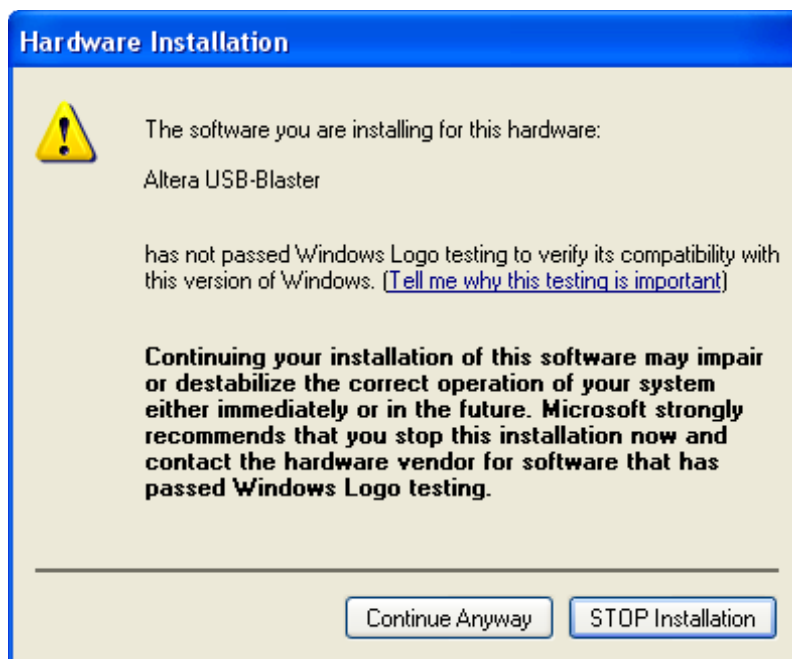 Hardware Installation
The software you are installing for this hardware:
Altera USB-Blaster
has not passed Windows Logo testing to verify its compatibility with
this version of Windows. (Tell me why this testing is important)
Continuing your installation of this software may impair
or destabilize the correct operation of your system
either immediately or in the future. Microsoft strongly
recommends that you stop this installation now and
contact the hardware vendor for software that has
passed Windows Logo testing.
Continue Anyway
STOP Installation